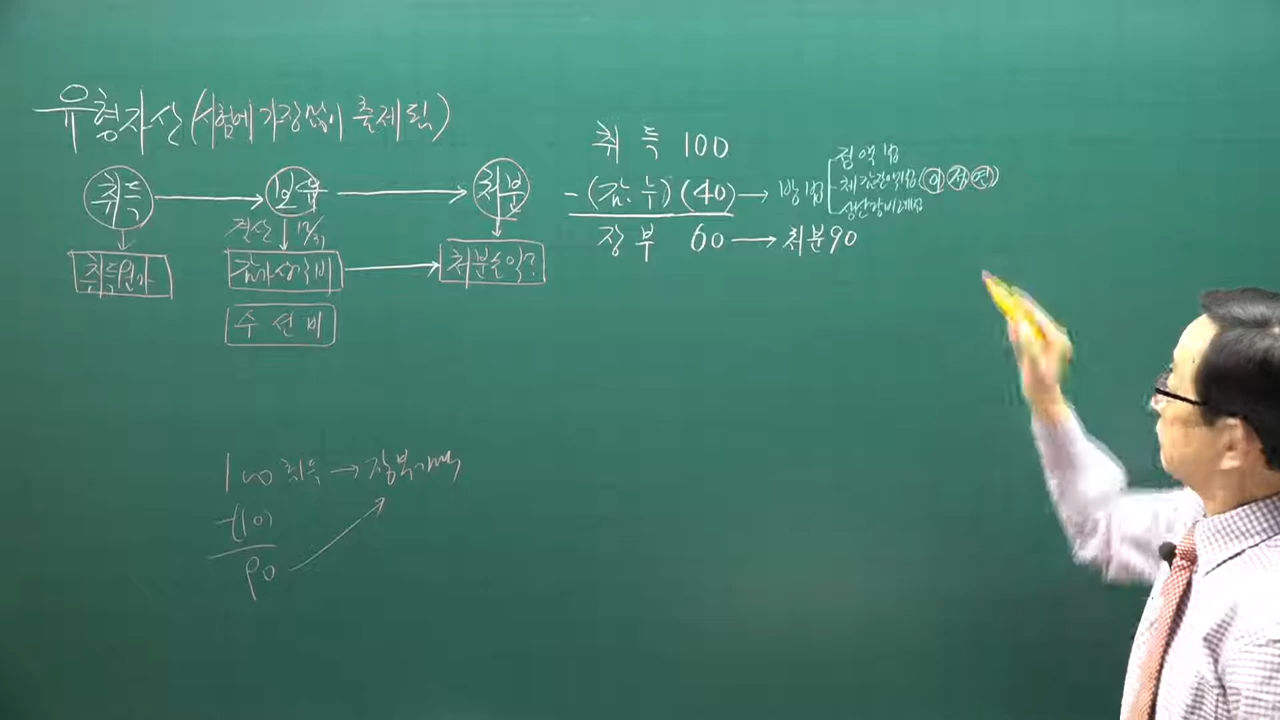 유형자산 (시험에 가장 많이 출제됨)
취득 → 보유 → 처분
결산 12/31
취득원가
감가상각비 → 처분손익?
수선비
취득 100
-(감.누) (40) → 방법
정액법
체감잔액법
생산량비례법
장부 60 → 처분 90
100 취득 → 장부가액
-(10)
90